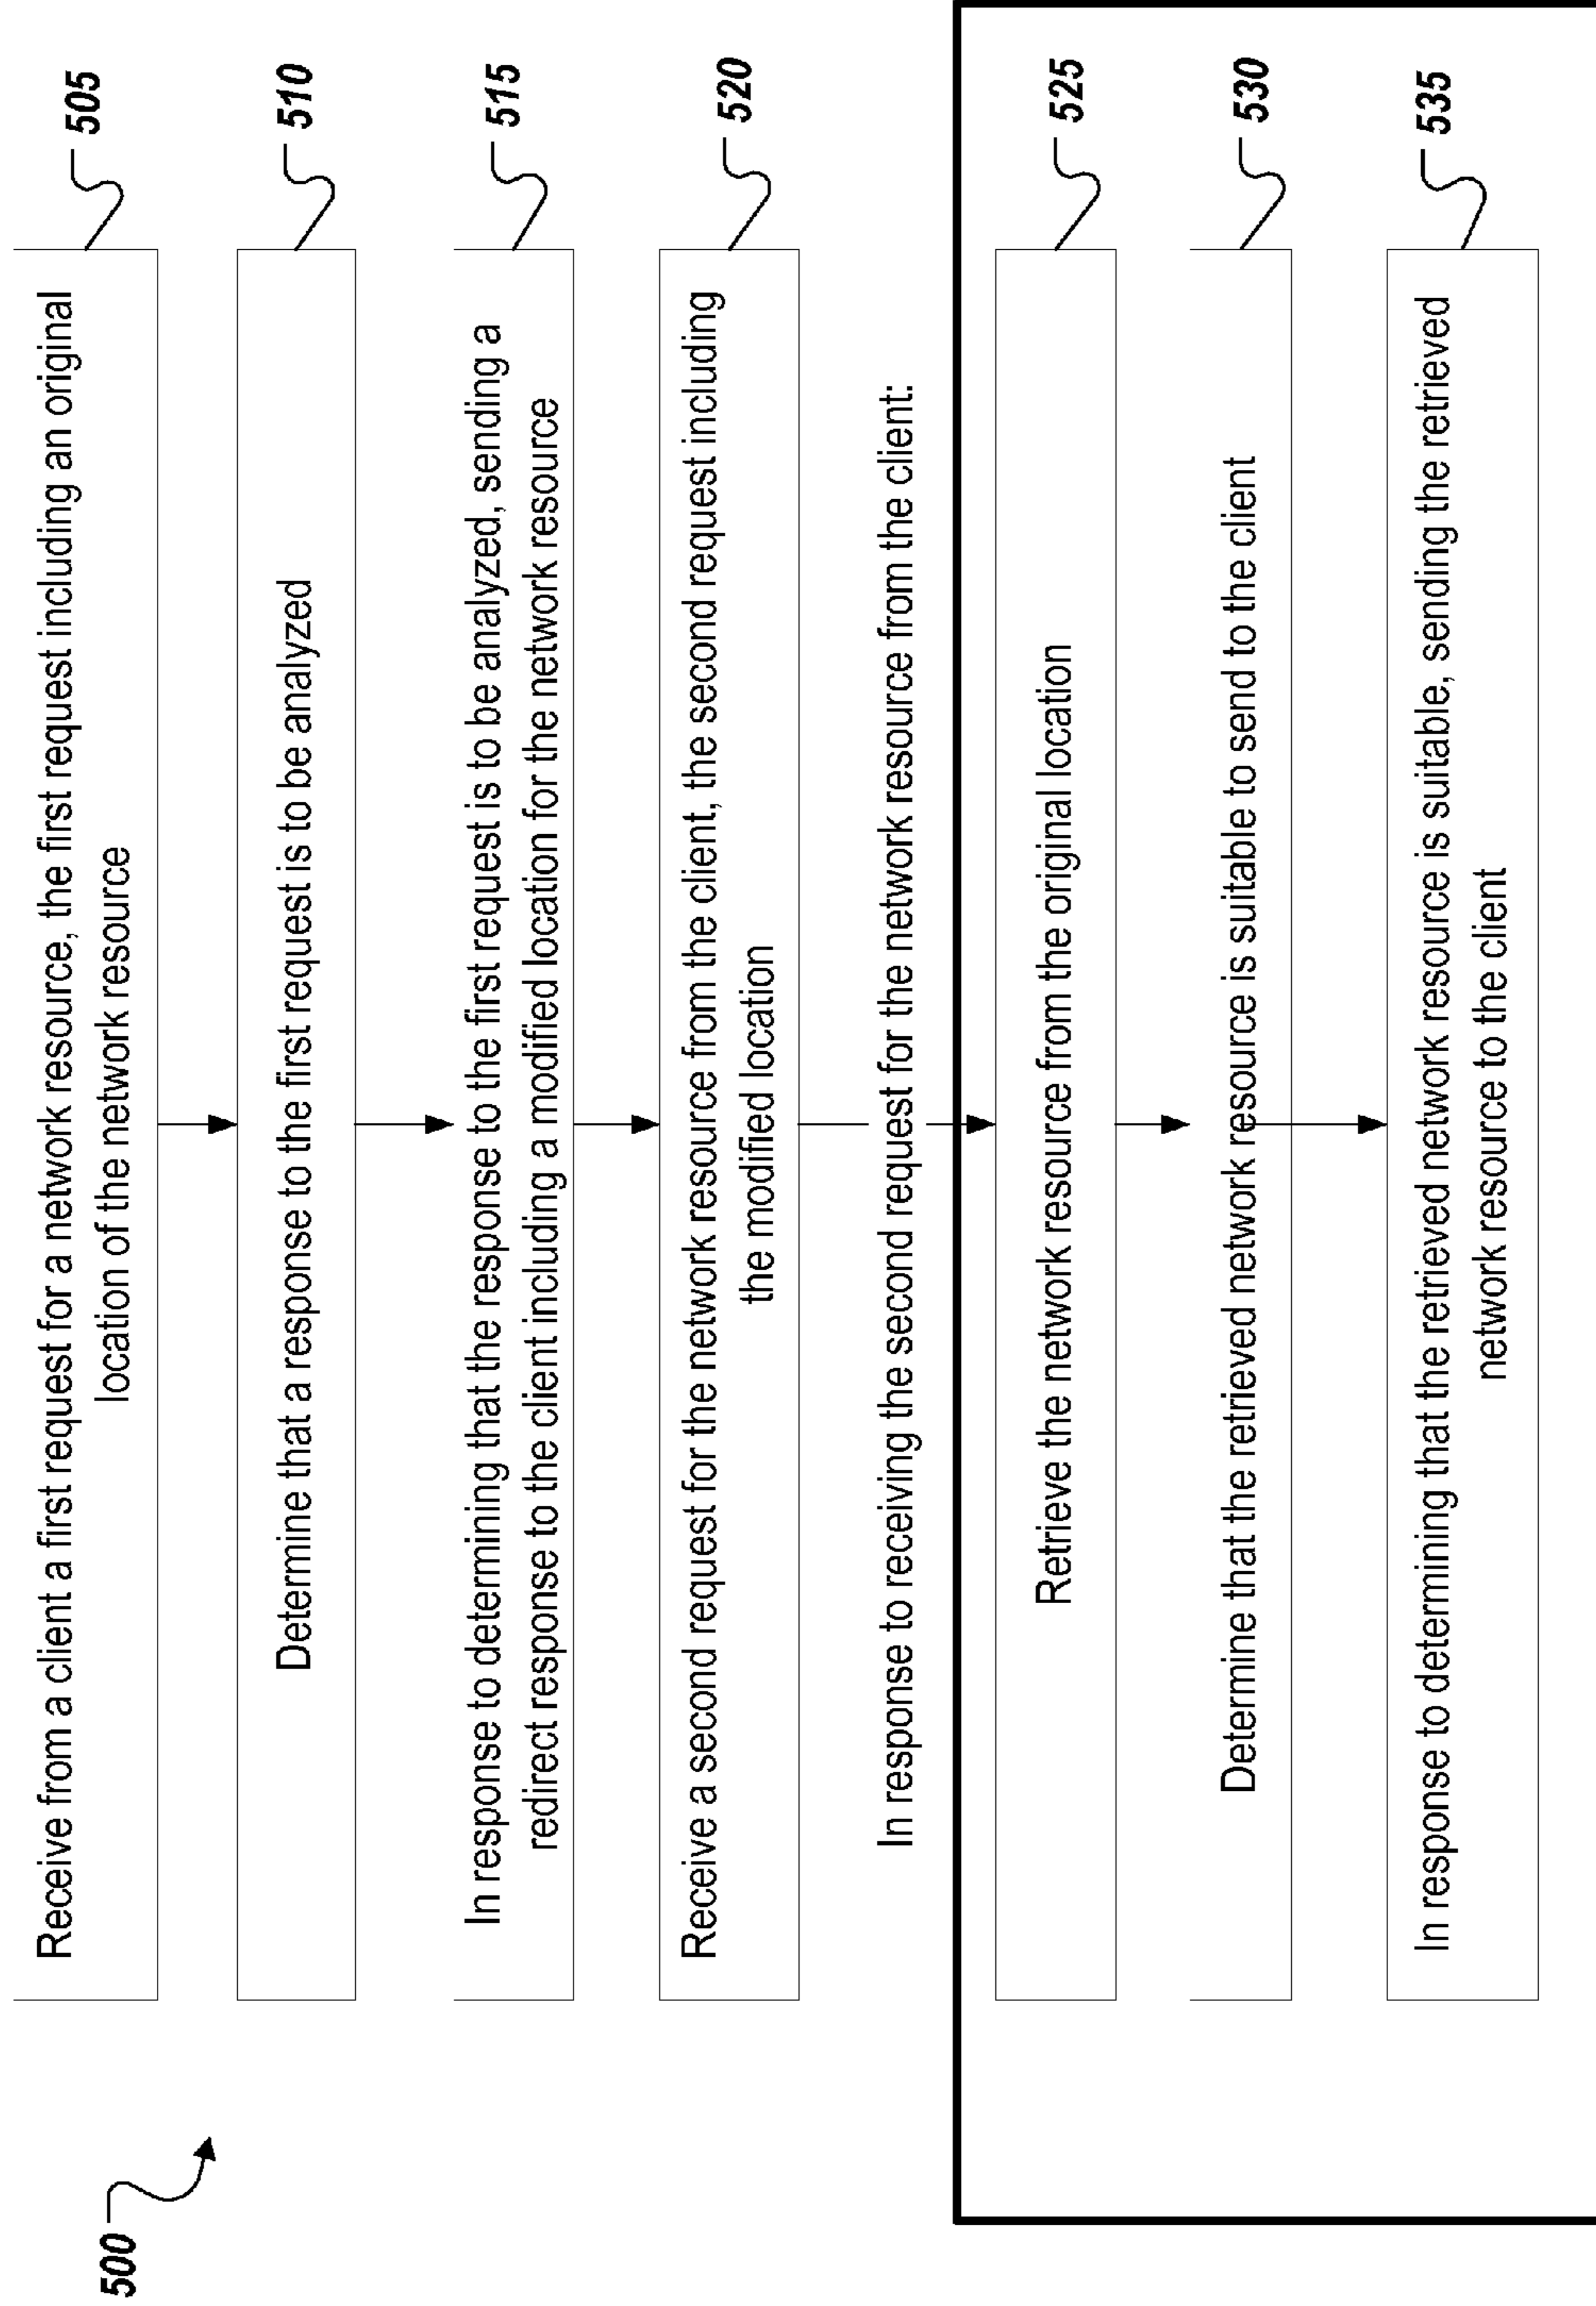 500
Receive from a client a first request for a network resource, the first request including an original
location of the network resource
505
Determine that a response to the first request is to be analyzed
510
In response to determining that the response to the first request is to be analyzed, sending a
redirect response to the client including a modified location for the network resource
515
Receive a second request for the network resource from the client, the second request including
the modified location
520
In response to receiving the second request for the network resource from the client:
Retrieve the network resource from the original location
525
Determine that the retrieved network resource is suitable to send to the client
530
In response to determining that the retrieved network resource is suitable, sending the retrieved
network resource to the client
535